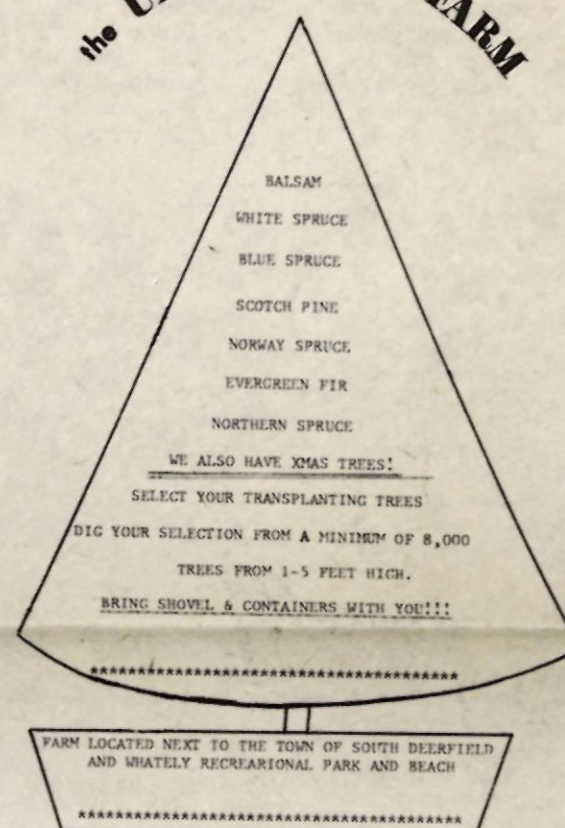 the
FARM
BALSAM
WHITE SPRUCE
BLUE SPRUCE
SCOTCH PINE
NORWAY SPRUCE
EVERGREEN FIR
NORTHERN SPRUCE
WE ALSO HAVE XMAS TREES!
SELECT YOUR TRANSPLANTING TREES
DIG YOUR SELECTION FROM A MINIMUM OF 8,000
TREES FROM 1-5 FEET HIGH.
BRING SHOVEL & CONTAINERS WITH YOU!!!
*************************************
FARM LOCATED NEXT TO THE TOWN OF SOUTH DEERFIELD
AND WHATELY RECREARIONAL PARK AND BEACH
***************************************